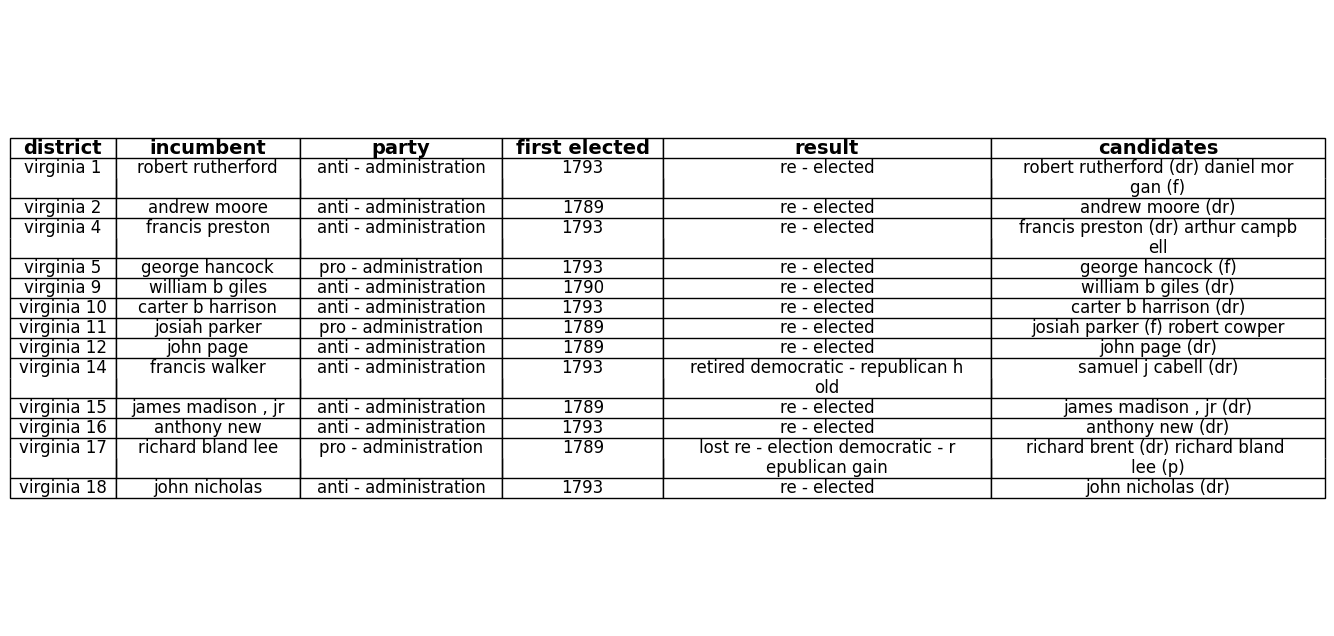 district incumbent party first elected result candidates
virginia 1 robert rutherford anti - administration 1793 re - elected robert rutherford (dr) daniel mor
gan (f)
virginia 2 andrew moore anti - administration 1789 re - elected andrew moore (dr)
virginia 4 francis preston anti - administration 1793 re - elected francis preston (dr) arthur campb
ell
virginia 5 george hancock pro - administration 1793 re - elected george hancock (f)
virginia 9 william b giles anti - administration 1790 re - elected william b giles (dr)
virginia 10 carter b harrison anti - administration 1793 re - elected carter b harrison (dr)
virginia 11 josiah parker pro - administration 1789 re - elected josiah parker (f) robert cowper
virginia 12 john page anti - administration 1789 re - elected john page (dr)
virginia 14 francis walker anti - administration 1793 retired democratic - republican h samuel j cabell (dr)
old
virginia 15 james madison , jr anti - administration 1789 re - elected james madison , jr (dr)
virginia 16 anthony new anti - administration 1793 re - elected anthony new (dr)
virginia 17 richard bland lee pro - administration 1789 lost re - election democratic - r richard brent (dr) richard bland
epublican gain lee (p)
virginia 18 john nicholas anti - administration 1793 re - elected john nicholas (dr)